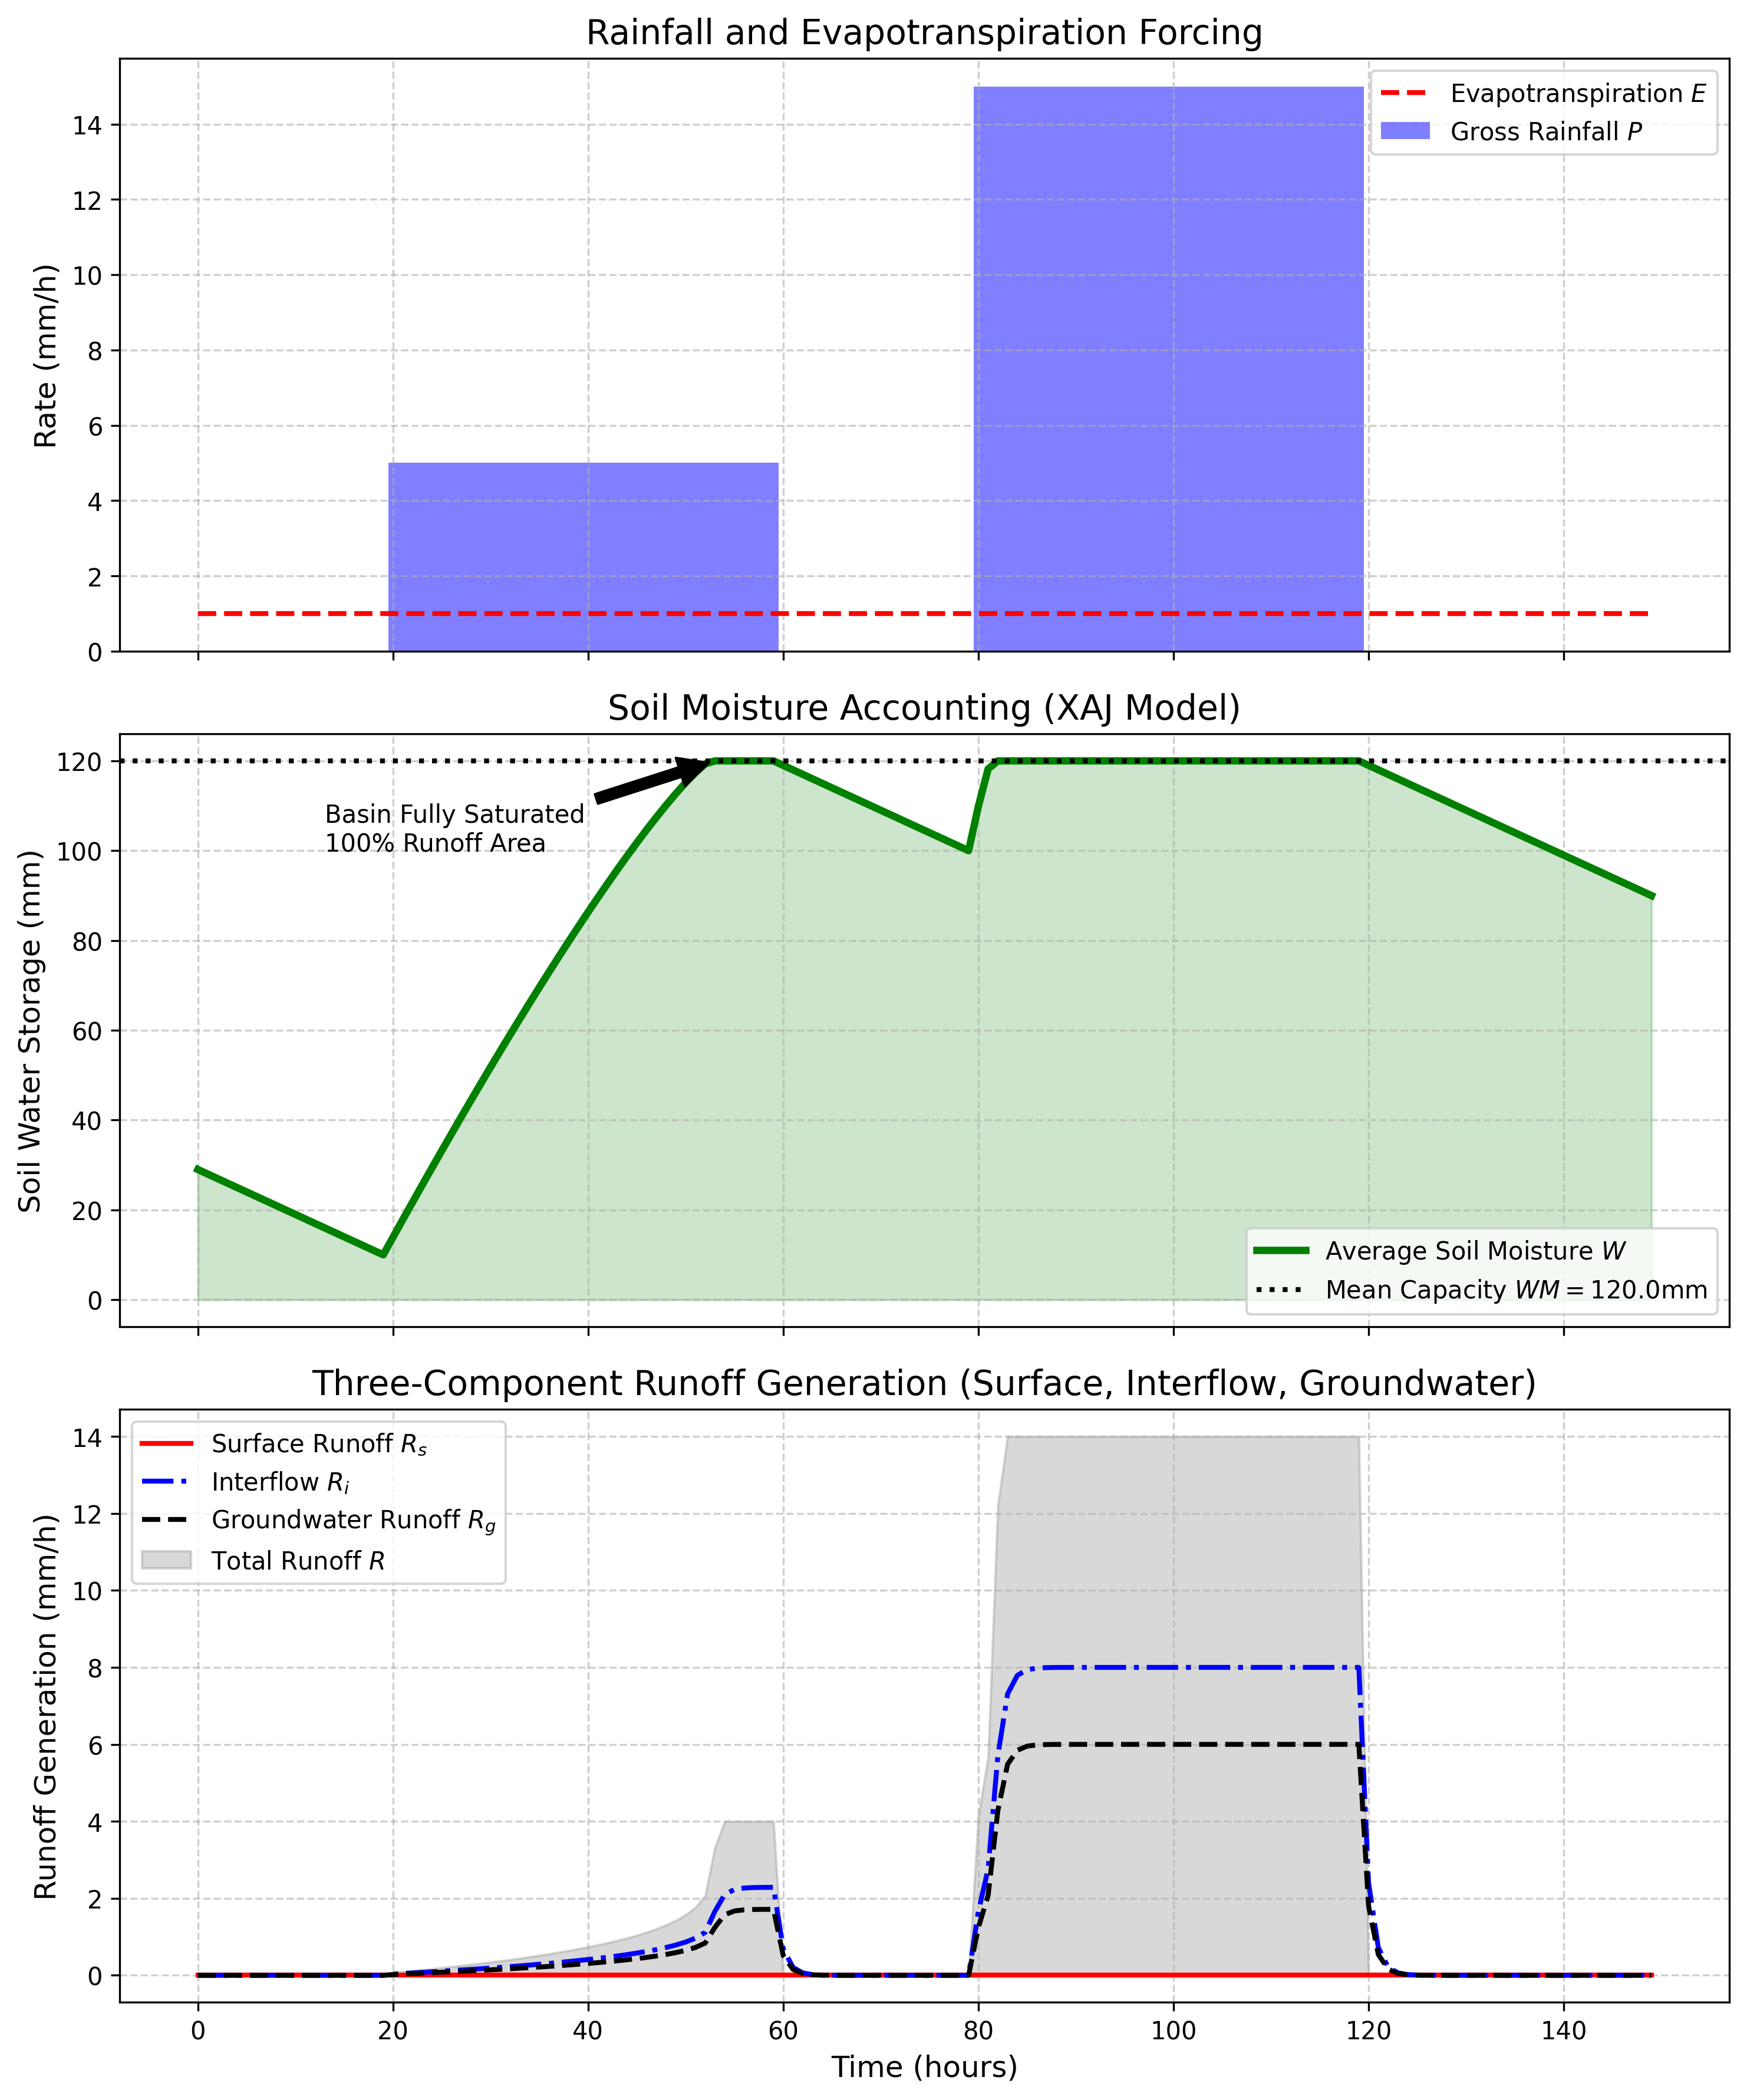 Rainfall and Evapotranspiration Forcing
Rate (mm/h)
14
12
10
8
6
4
2
0
Evapotranspiration E
Gross Rainfall P
Soil Moisture Accounting (XAJ Model)
Soil Water Storage (mm)
120
100
80
60
40
20
0
Basin Fully Saturated
100% Runoff Area
Average Soil Moisture W
Mean Capacity WM = 120.0mm
Three-Component Runoff Generation (Surface, Interflow, Groundwater)
Runoff Generation (mm/h)
14
12
10
8
6
4
2
0
Surface Runoff R_s
Interflow R_i
Groundwater Runoff R_g
Total Runoff R
0 20 40 60 80 100 120 140
Time (hours)